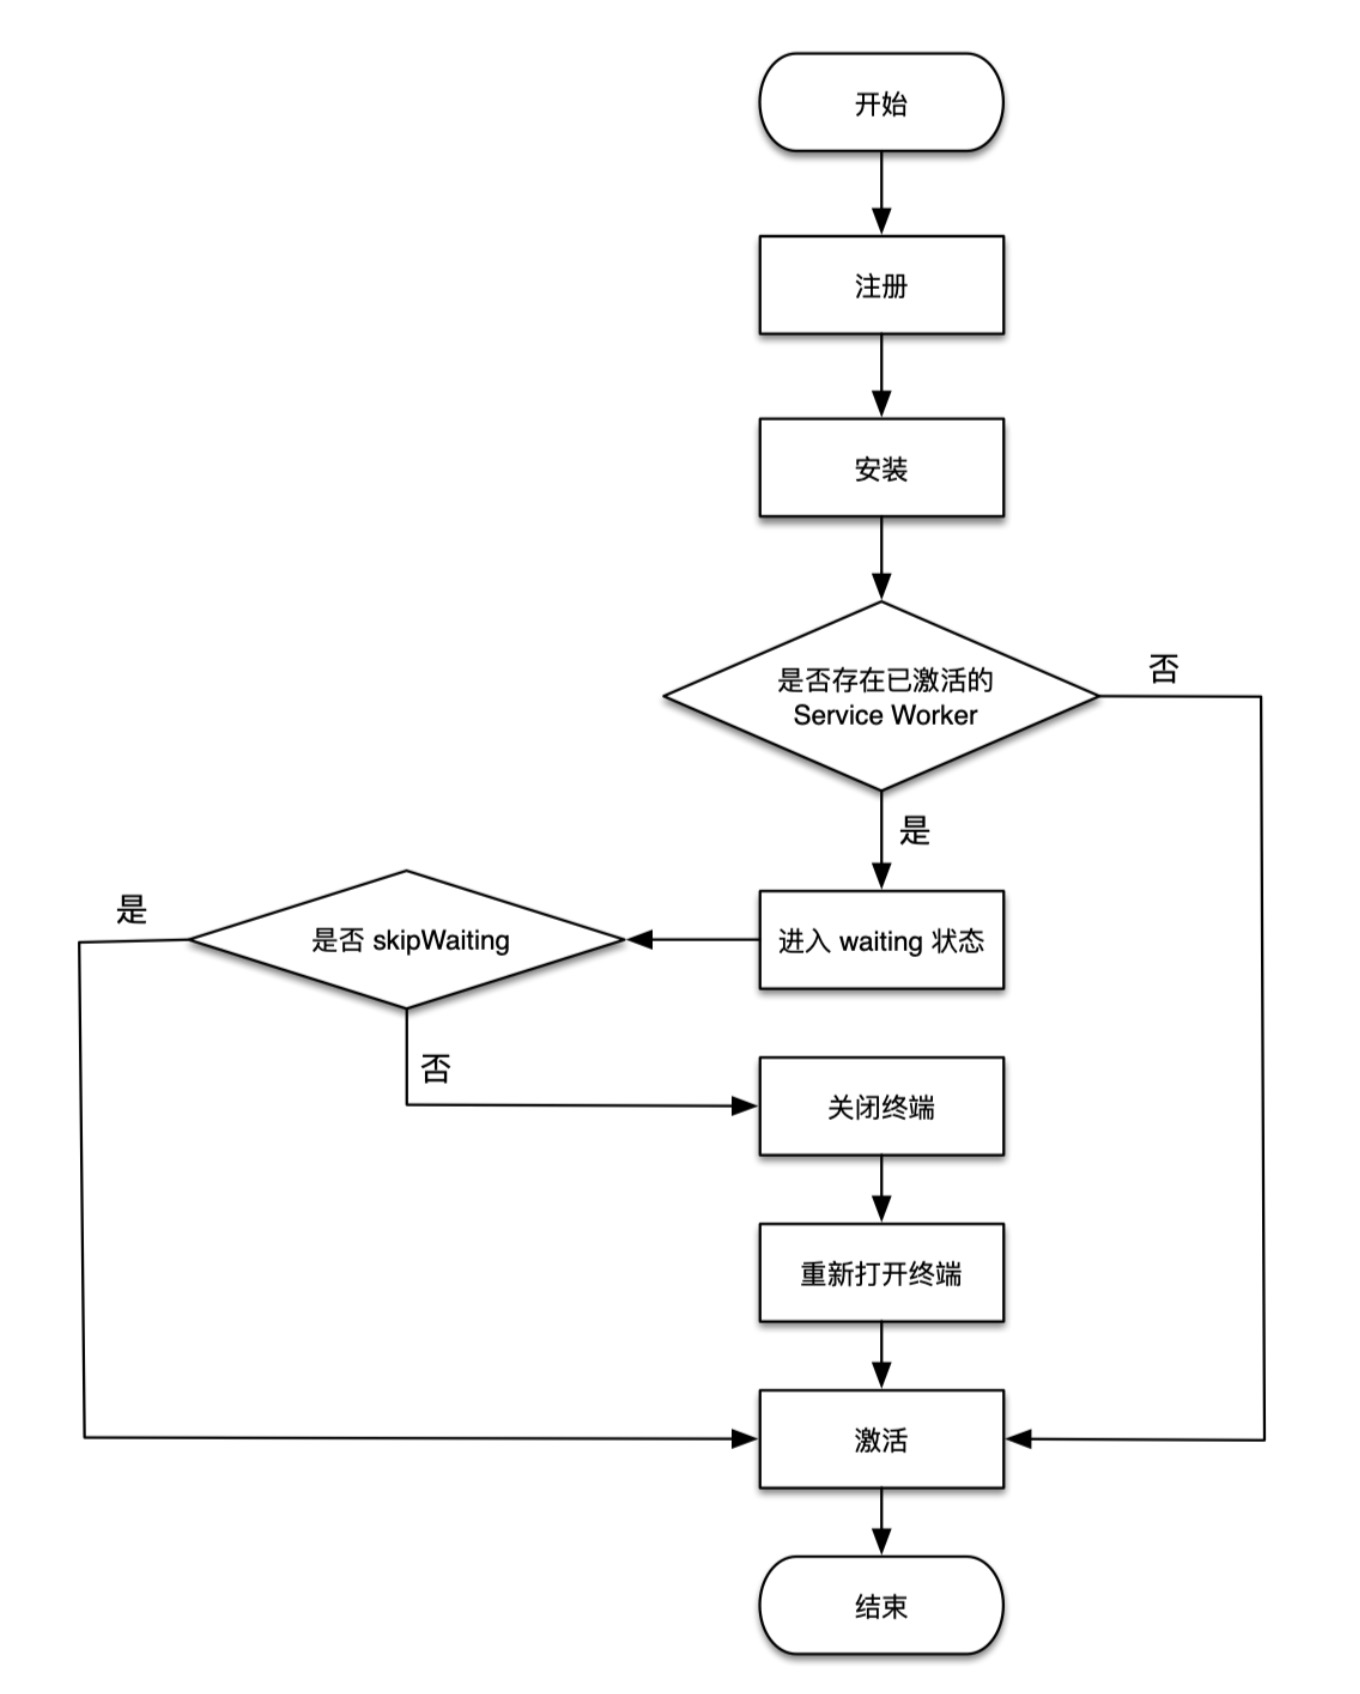 开始
注册
安装
是否存在已激活的
Service Worker
否
是
进入 waiting 状态
是否 skipWaiting
是
否
关闭终端
重新打开终端
激活
结束